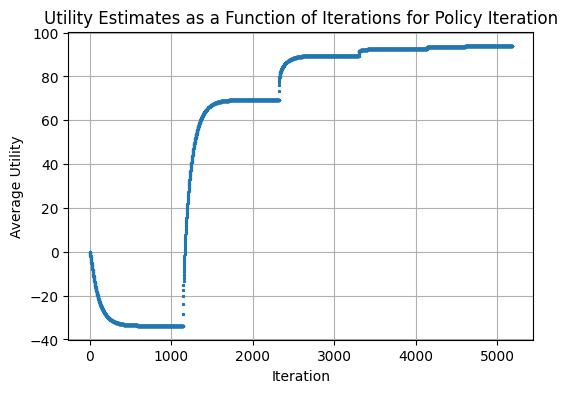 Utility Estimates as a Function of Iterations for Policy Iteration
100
80
60
40
20
0
−20
−40
Average Utility
0 1000 2000 3000 4000 5000
Iteration